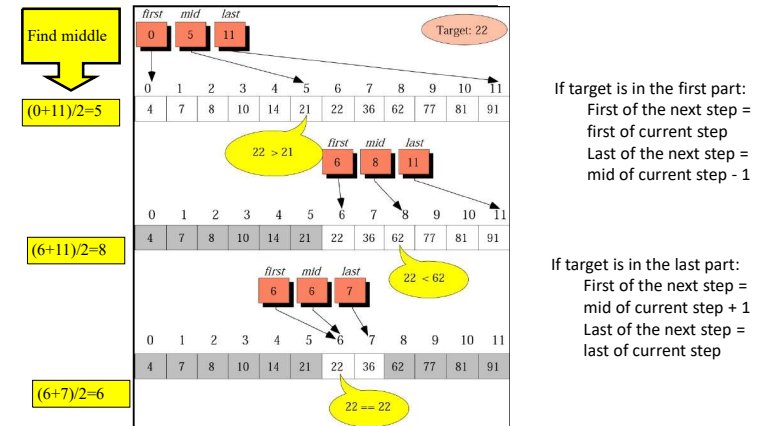 Find middle
first mid last
0 5 11
Target: 22
0 1 2 3 4 5 6 7 8 9 10 11
(0+11)/2=5
4 7 8 10 14 21 22 36 62 77 81 91
22 > 21
first mid last
6 8 11
0 1 2 3 4 5 6 7 8 9 10 11
(6+11)/2=8
4 7 8 10 14 21 22 36 62 77 81 91
22 < 62
first mid last
6 6 7
0 1 2 3 4 5 6 7 8 9 10 11
4 7 8 10 14 21 22 36 62 77 81 91
(6+7)/2=6
22 == 22
If target is in the first part:
First of the next step =
first of current step
Last of the next step =
mid of current step - 1
If target is in the last part:
First of the next step =
mid of current step + 1
Last of the next step =
last of current step